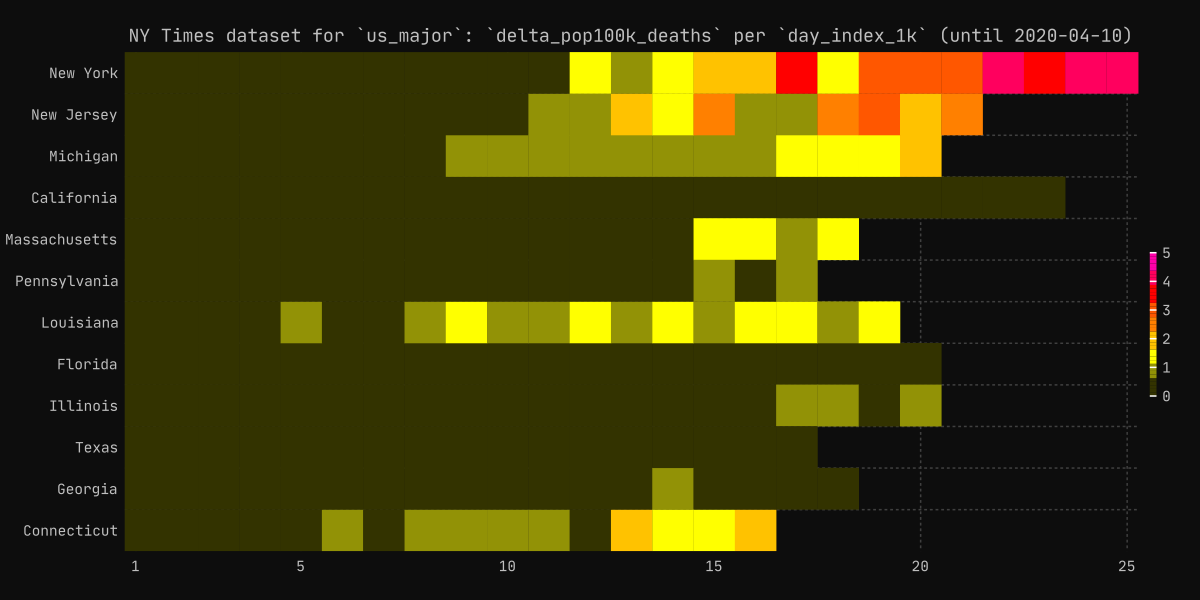 NY Times dataset for `us_major`: `delta_pop100k_deaths` per `day_index_1k` (until 2020-04-10)
New York
New Jersey
Michigan
California
Massachusetts
Pennsylvania
Louisiana
Florida
Illinois
Texas
Georgia
Connecticut
1 5 10 15 20 25
5
4
3
2
1
0